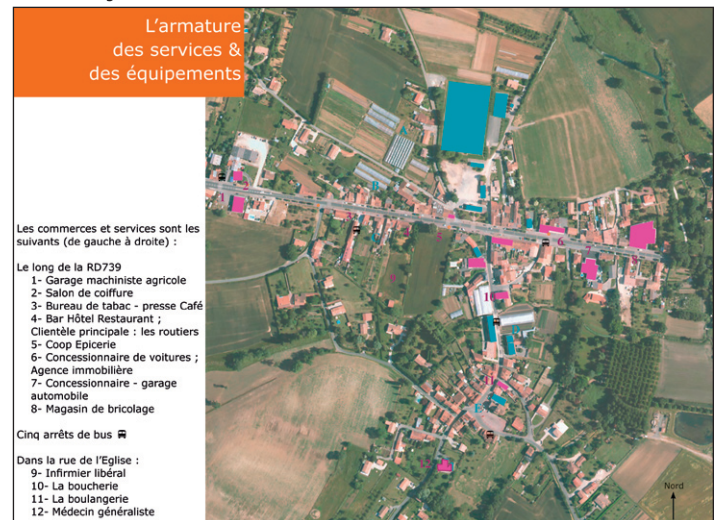 L'armature
des services &
des équipements
Les commerces et services sont les
suivants (de gauche à droite) :
Le long de la RD739
1- Garage machiniste agricole
2- Salon de coiffure
3- Bureau de tabac - presse Café
4- Bar Hôtel Restaurant ;
Clientèle principale : les routiers
5- Coop Epicerie
6- Concessionnaire de voitures ;
Agence immobilière
7- Concessionnaire - garage
automobile
8- Magasin de bricolage
Cinq arrêts de bus
Dans la rue de l'Eglise :
9- Infirmier libéral
10- La boucherie
11- La boulangerie
12- Médecin généraliste
6
8
E
Nord